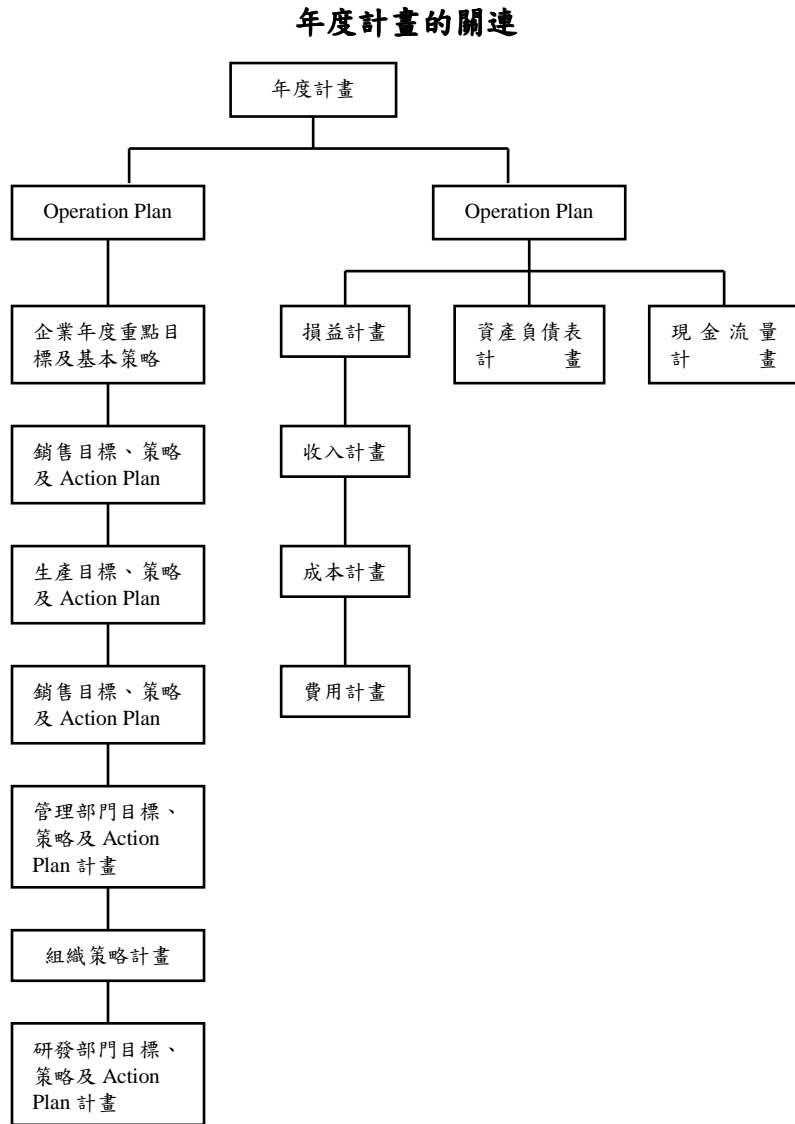 年度計畫的關連
年度計畫
Operation Plan
Operation Plan
企業年度重點目
標及基本策略
損益計畫
資產負債表
計畫
現金流量
計畫
銷售目標、策略
及 Action Plan
收入計畫
生產目標、策略
及 Action Plan
成本計畫
銷售目標、策略
及 Action Plan
費用計畫
管理部門目標、
策略及 Action
Plan 計畫
組織策略計畫
研發部門目標、
策略及 Action
Plan 計畫